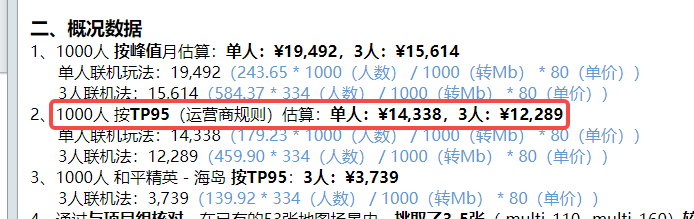 二、概况数据
1、1000人 按峰值月估算：单人：¥19,492，3人：¥15,614
单人联机玩法：19,492（243.65 * 1000（人数） / 1000（转Mb） * 80（单价））
3人联机玩法：15,614（584.37 * 334（人数） / 1000（转Mb） * 80（单价））
2、1000人 按TP95（运营商规则）估算：单人：¥14,338，3人：¥12,289
单人联机玩法：14,338（179.23 * 1000（人数） / 1000（转Mb） * 80（单价））
3人联机玩法：12,289（459.90 * 334（人数） / 1000（转Mb） * 80（单价））
3、1000人 和平精英 - 海岛 按TP95：3人：¥3,739
3人联机玩法：3,739（139.92 * 334（人数） / 1000（转Mb） * 80（单价））
4、通过与项目组核对，在已有的53张地图场景中，挑取了3-5张（multi-110、multi-160）